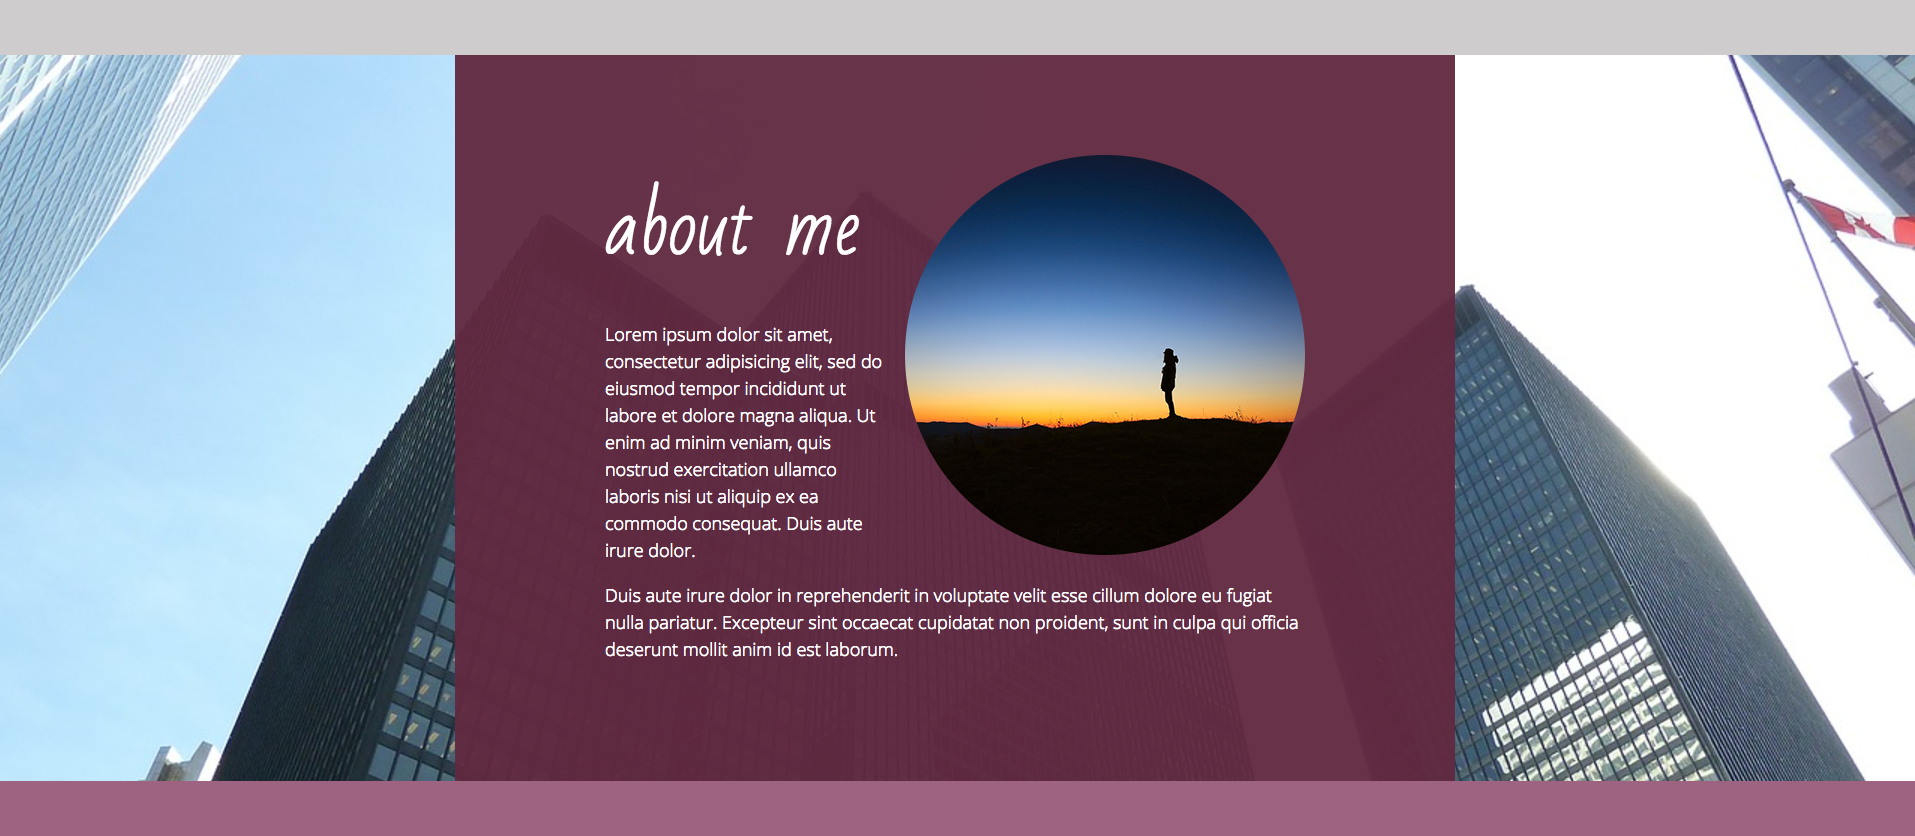 about me
Lorem ipsum dolor sit amet,
consectetur adipisicing elit, sed do
eiusmod tempor incididunt ut
labore et dolore magna aliqua. Ut
enim ad minim veniam, quis
nostrud exercitation ullamco
laboris nisi ut aliquip ex ea
commodo consequat. Duis aute
irure dolor.
Duis aute irure dolor in reprehenderit in voluptate velit esse cillum dolore eu fugiat
nulla pariatur. Excepteur sint occaecat cupidatat non proident, sunt in culpa qui officia
deserunt mollit anim id est laborum.